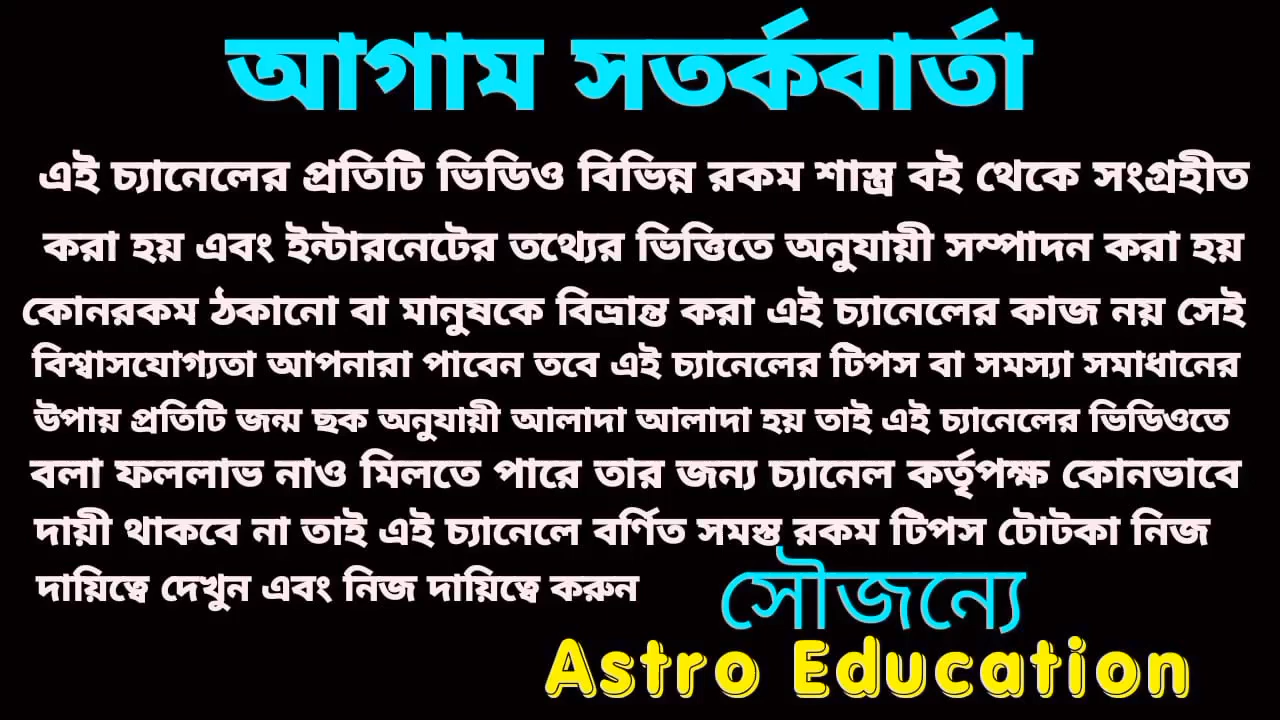 আগাম সতর্কবার্তা
এই চ্যানেলের প্রতিটি ভিডিও বিভিন্ন রকম শাস্ত্র বই থেকে সংগ্রহীত
করা হয় এবং ইন্টারনেটের তথ্যের ভিত্তিতে অনুযায়ী সম্পাদন করা হয়
কোনরকম ঠকানো বা মানুষকে বিভ্রান্ত করা এই চ্যানেলের কাজ নয় সেই
বিশ্বাসযোগ্যতা আপনারা পাবেন তবে এই চ্যানেলের টিপস বা সমস্যা সমাধানের
উপায় প্রতিটি জন্ম ছক অনুযায়ী আলাদা আলাদা হয় তাই এই চ্যানেলের ভিডিওতে
বলা ফললাভ নাও মিলতে পারে তার জন্য চ্যানেল কর্তৃপক্ষ কোনভাবে
দায়ী থাকবে না তাই এই চ্যানেলে বর্ণিত সমস্ত রকম টিপস টোটকা নিজ
দায়িত্বে দেখুন এবং নিজ দায়িত্বে করুন
সৌজন্যে
Astro Education